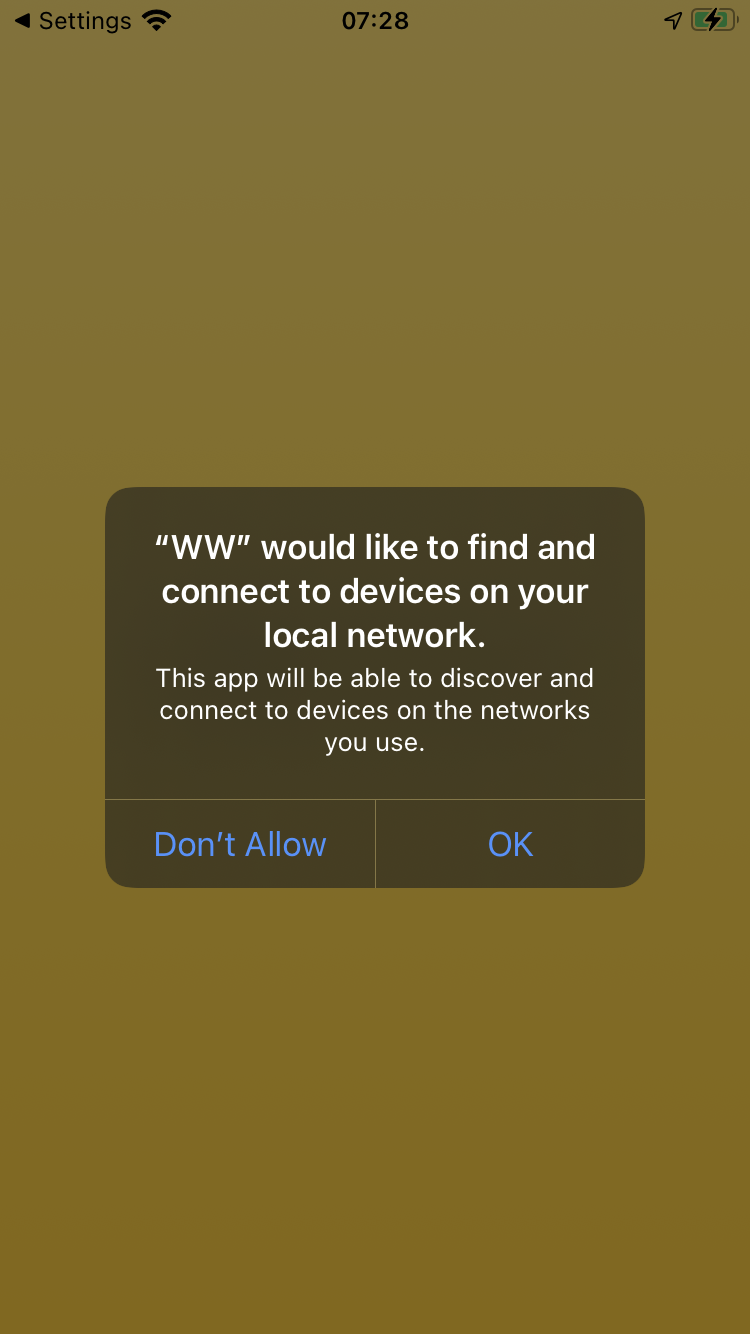 Settings
07:28
“WW” would like to find and
connect to devices on your
local network.
This app will be able to discover and
connect to devices on the networks
you use.
Don’t Allow
OK